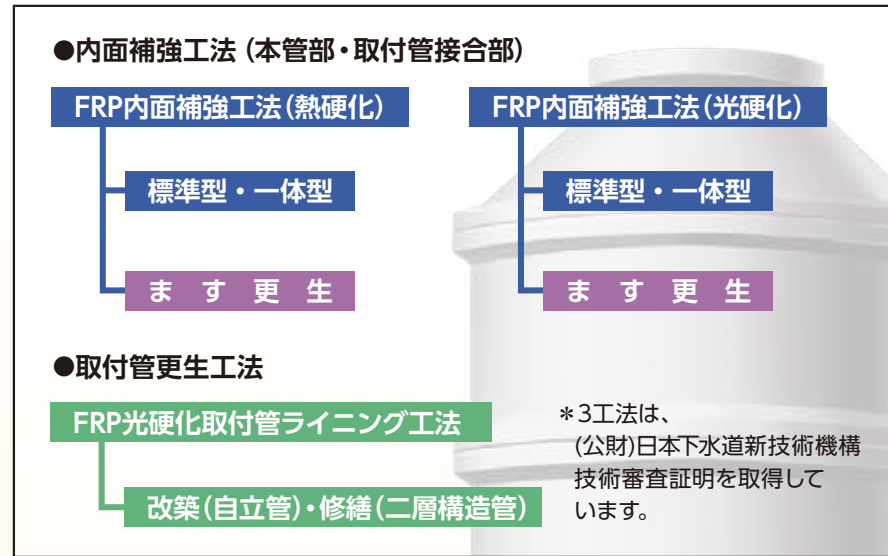 ●内面補強工法(本管部・取付管接合部)
FRP内面補強工法(熱硬化)
標準型・一体型
ます更生
FRP内面補強工法(光硬化)
標準型・一体型
ます更生
●取付管更生工法
FRP光硬化取付管ライニング工法
改築(自立管)・修繕(二層構造管)
＊3工法は、
(公財)日本下水道新技術機構
技術審査証明を取得して
います。